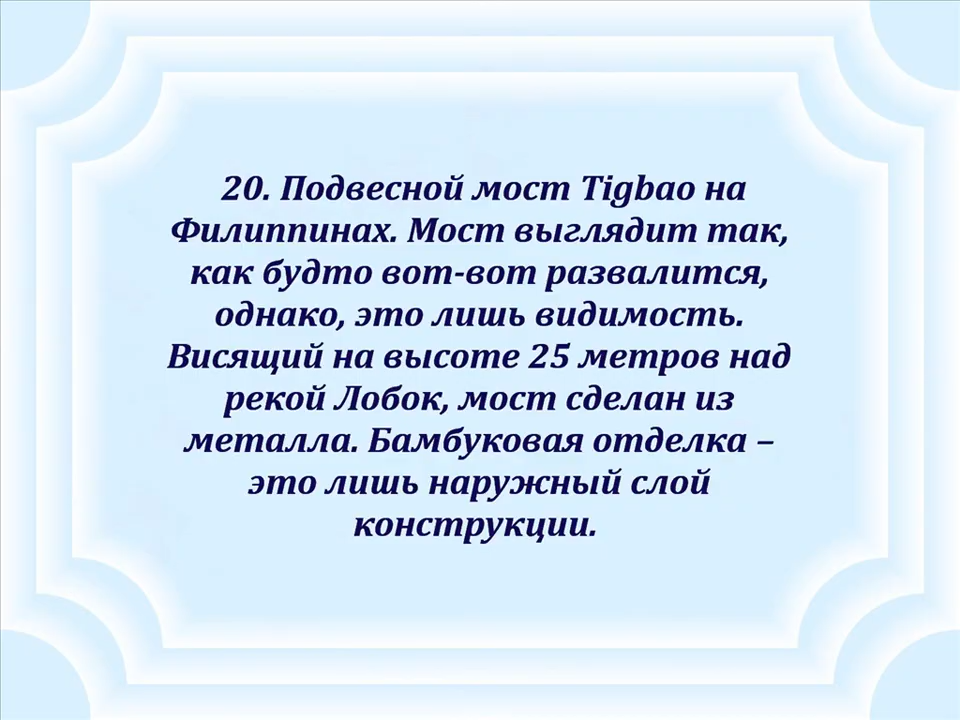 20. Подвесной мост Tigbao на
Филиппинах. Мост выглядит так,
как будто вот-вот развалится,
однако, это лишь видимость.
Висящий на высоте 25 метров над
рекой Лобок, мост сделан из
металла. Бамбуковая отделка –
это лишь наружный слой
конструкции.